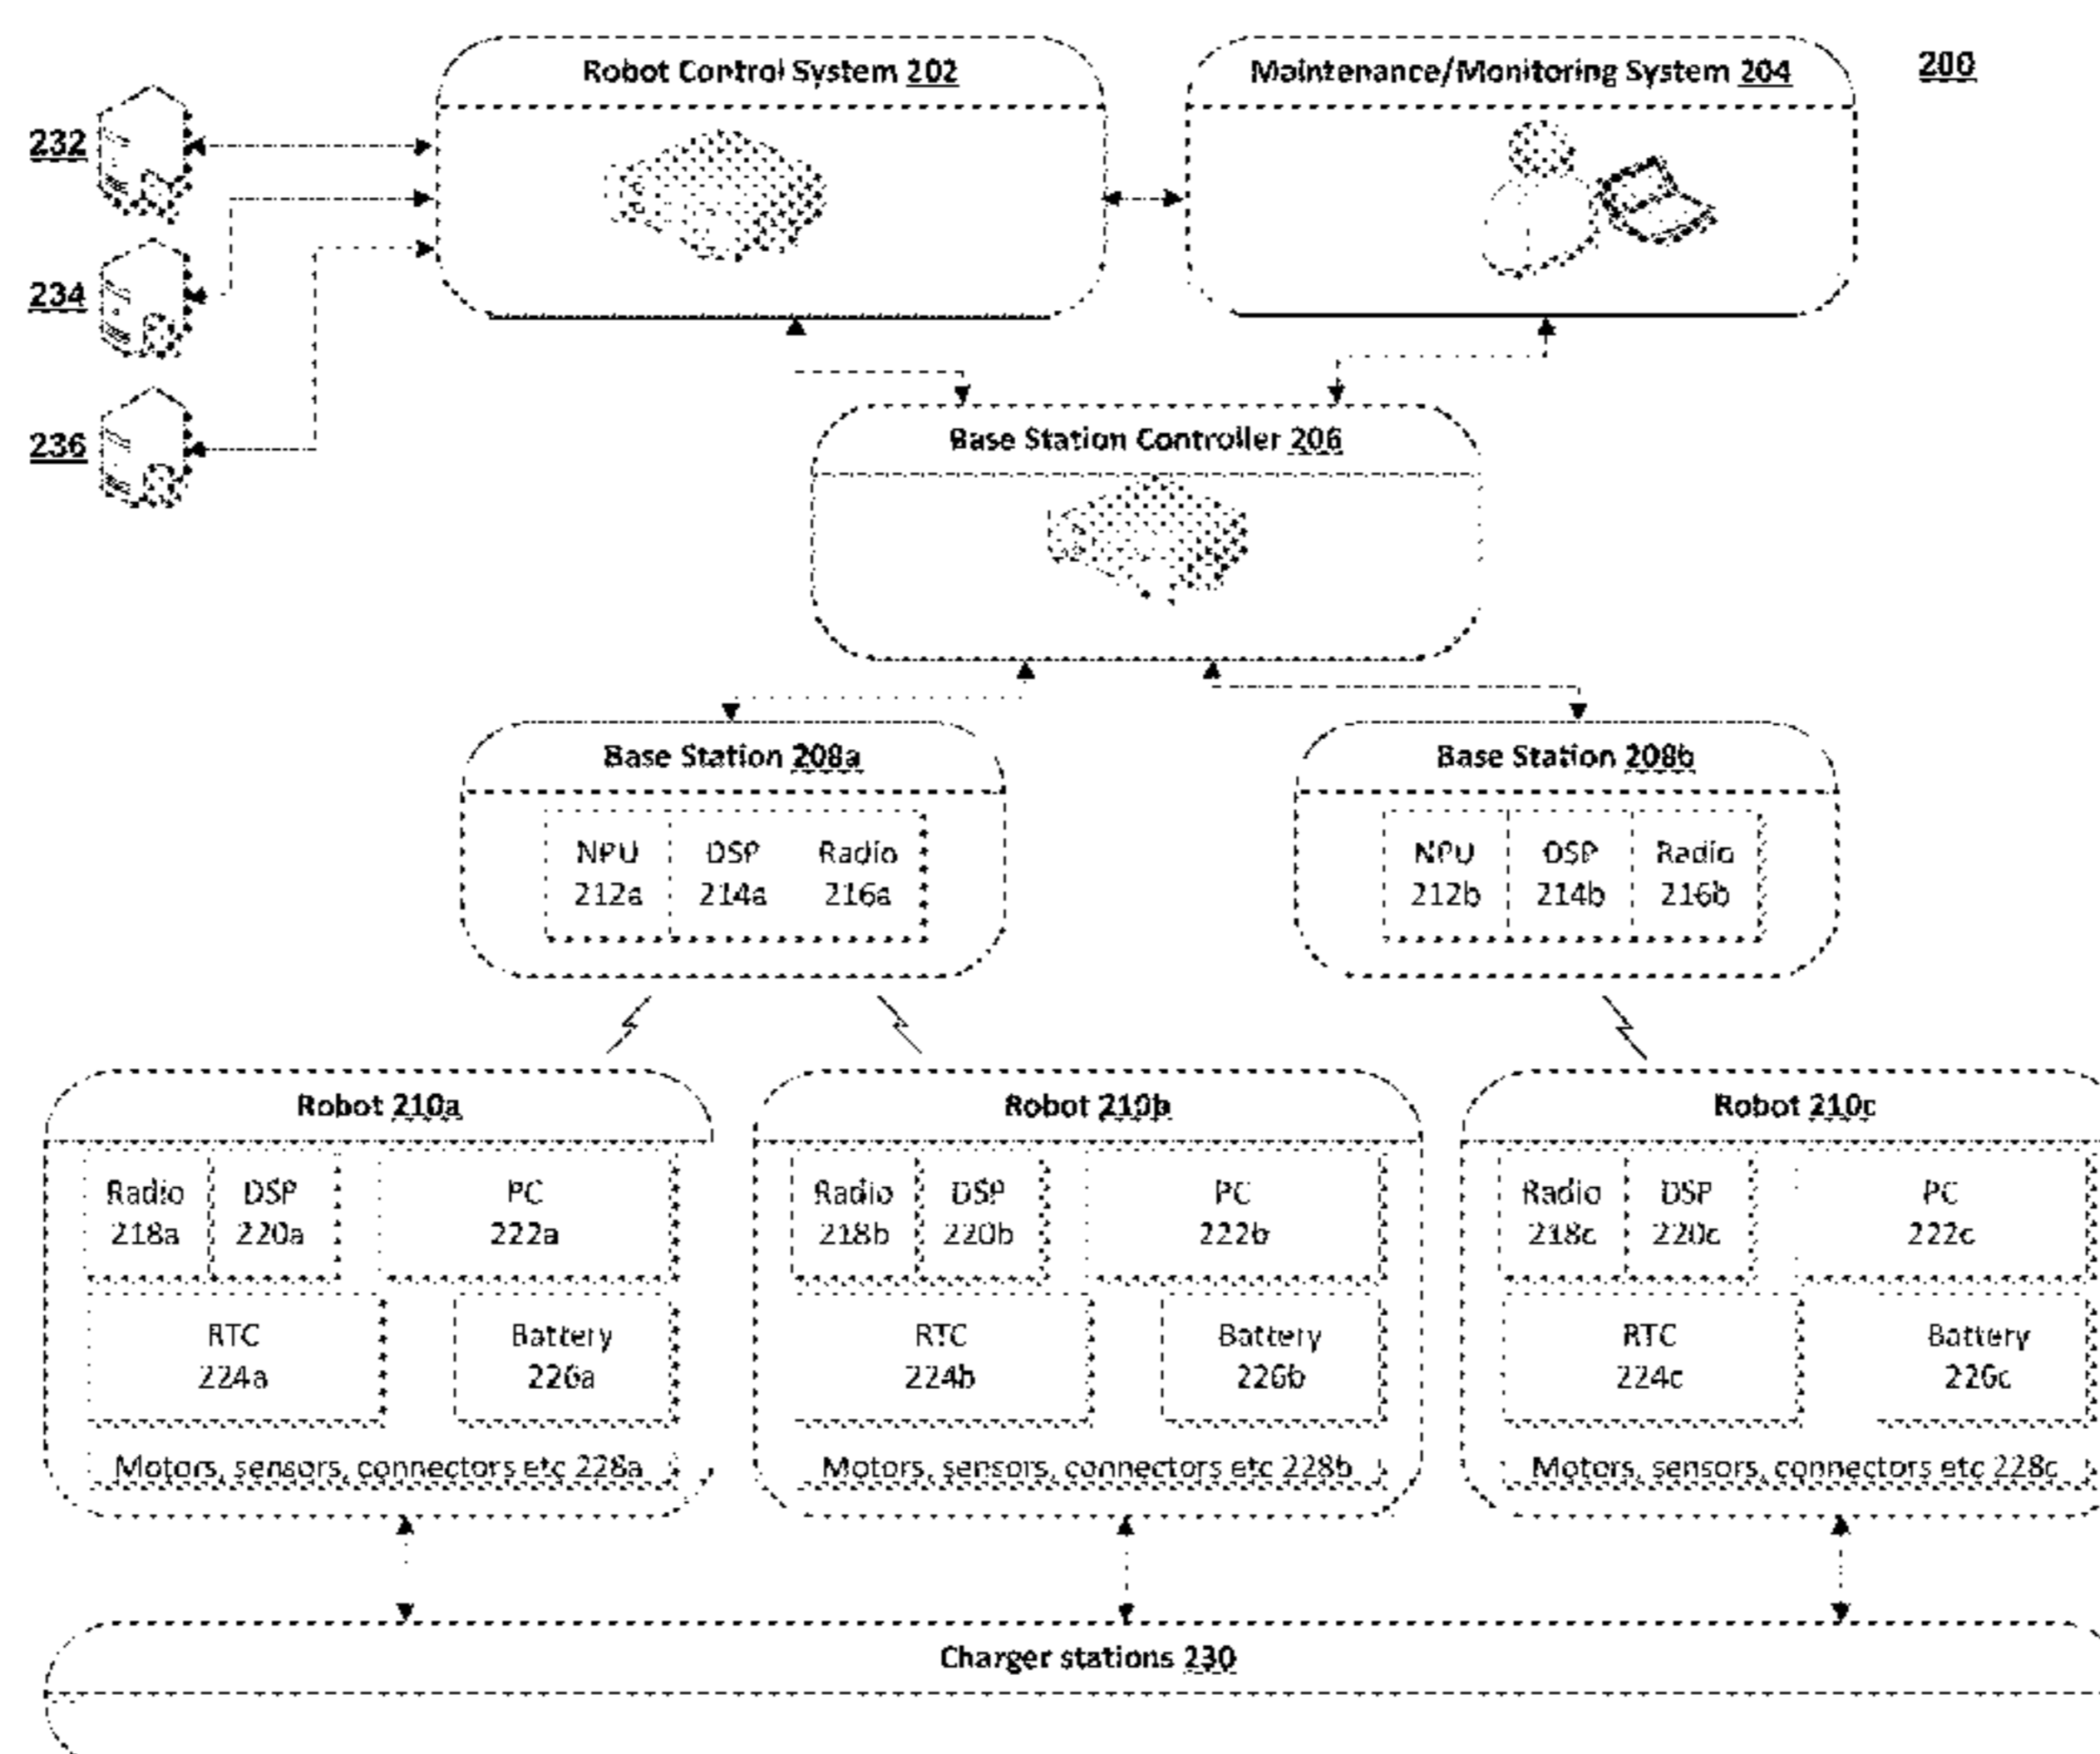 Robot Control System 202
Maintenance/Monitoring System 204
200
232
234
236
Base Station Controller 206
Base Station 208a
NPU
212a
DSP
214a
Radio
216a
Base Station 208b
NPU
212b
DSP
214b
Radio
216b
Robot 210a
Radio
218a
DSP
220a
PC
222a
RTC
224a
Battery
226a
Motors, sensors, connectors etc 228a
Robot 210b
Radio
218b
DSP
220b
PC
222b
RTC
224b
Battery
226b
Motors, sensors, connectors etc 228b
Robot 210c
Radio
218c
DSP
220c
PC
222c
RTC
224c
Battery
226c
Motors, sensors, connectors etc 228c
Charger stations 230